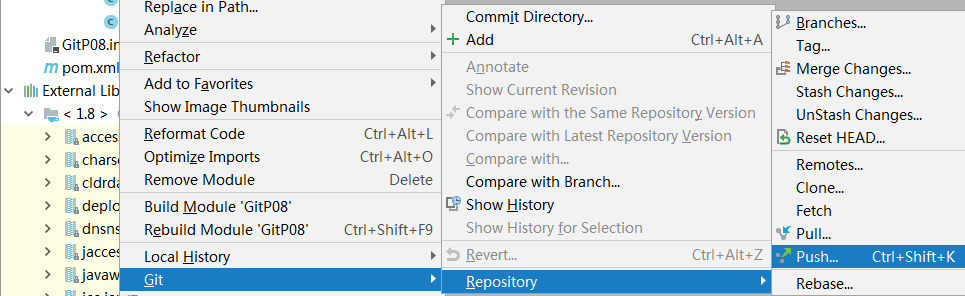 GitP08.im
pom.xml
External Lib
< 1.8 >
access
charse
cldrda
deplo
dnsns
jacces
javaw
Replace in Path...
Analyze
Refactor
Add to Favorites
Show Image Thumbnails
Reformat Code Ctrl+Alt+L
Optimize Imports Ctrl+Alt+O
Remove Module Delete
Build Module 'GitP08'
Rebuild Module 'GitP08' Ctrl+Shift+F9
Local History
Git
Commit Directory...
Add Ctrl+Alt+A
Annotate
Show Current Revision
Compare with the Same Repository Version
Compare with Latest Repository Version
Compare with...
Compare with Branch...
Show History
Show History for Selection
Revert... Ctrl+Alt+Z
Repository
Branches...
Tag...
Merge Changes...
Stash Changes...
UnStash Changes...
Reset HEAD...
Remotes...
Clone...
Fetch
Pull...
Push... Ctrl+Shift+K
Rebase...